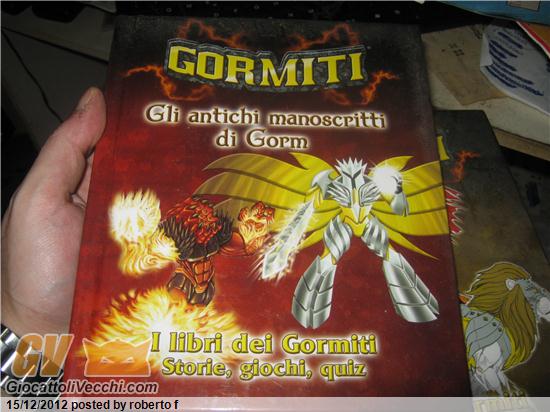 GORMITI
Gli antichi manoscritti
di Gorm
I libri dei Gormiti
Storie, giochi, quiz
GV
GiocattoliVecchi.com
15/12/2012 posted by roberto f